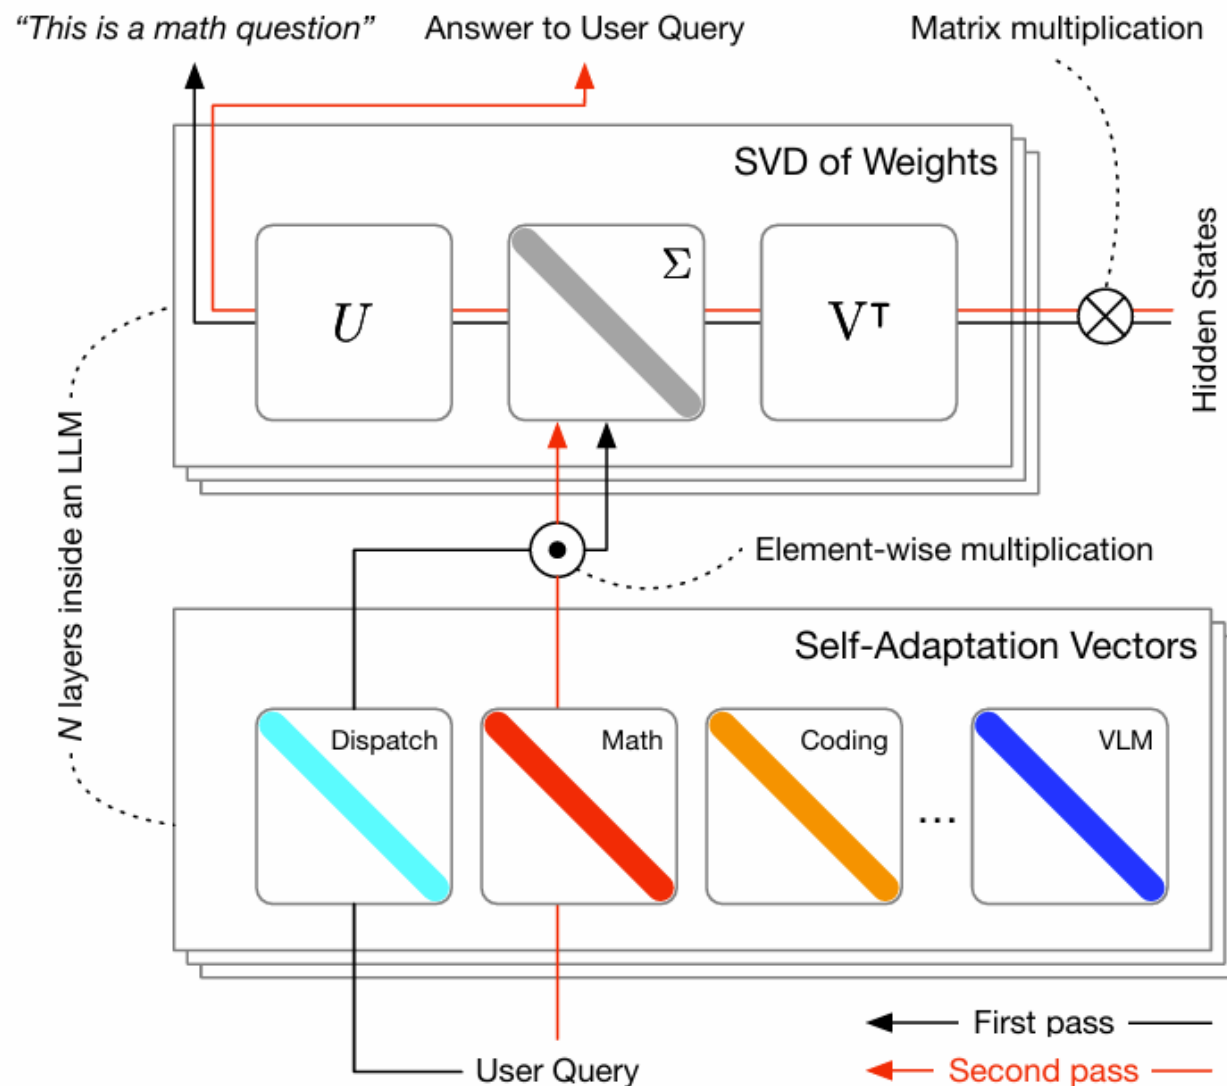 “This is a math question”
Answer to User Query
Matrix multiplication
SVD of Weights
U
Σ
V⊤
Hidden States
N layers inside an LLM
Element-wise multiplication
Self-Adaptation Vectors
Dispatch
Math
Coding
...
VLM
First pass
User Query
Second pass